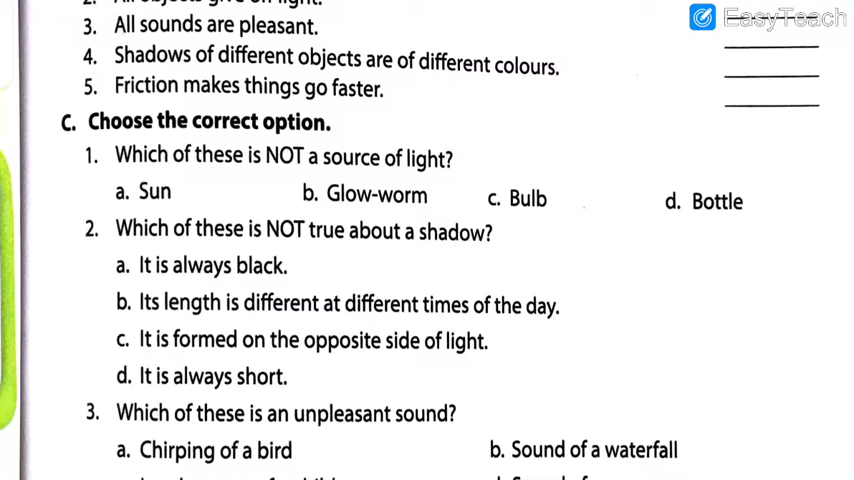 EasyTeach
3. All sounds are pleasant.
4. Shadows of different objects are of different colours.
5. Friction makes things go faster.
C. Choose the correct option.
1. Which of these is NOT a source of light?
a. Sun b. Glow-worm c. Bulb d. Bottle
2. Which of these is NOT true about a shadow?
a. It is always black.
b. Its length is different at different times of the day.
c. It is formed on the opposite side of light.
d. It is always short.
3. Which of these is an unpleasant sound?
a. Chirping of a bird b. Sound of a waterfall